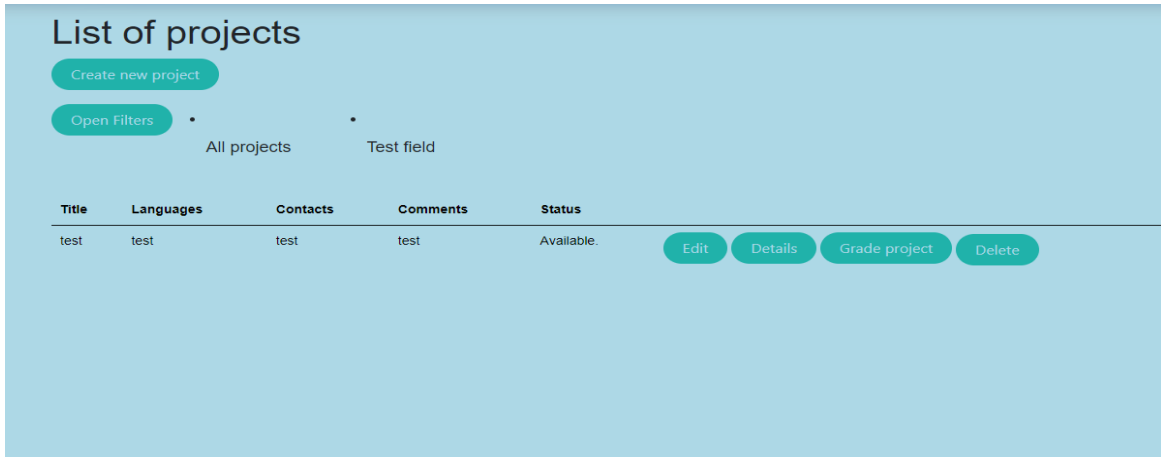 List of projects
Create new project
Open Filters
All projects Test field
Title Languages Contacts Comments Status
test test test test Available. Edit Details Grade project Delete